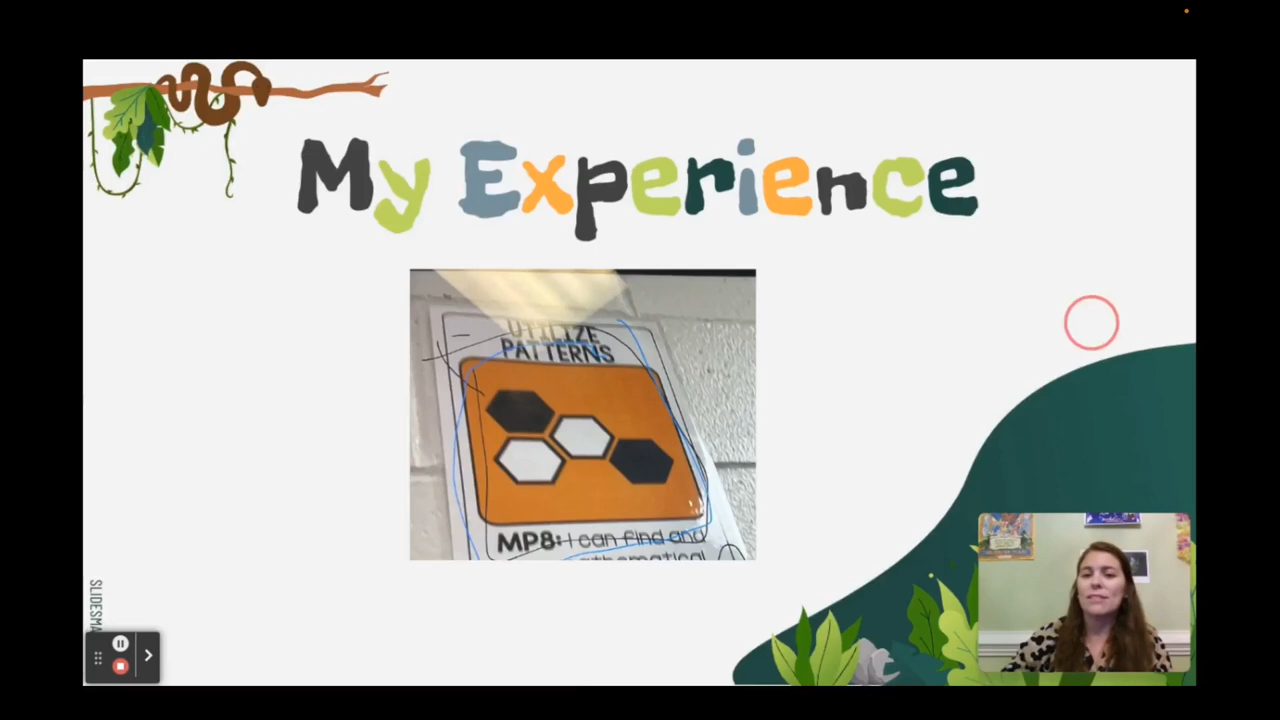 My Experience
UTILIZE
PATTERNS
MP8: I can find and
SLIDESMA